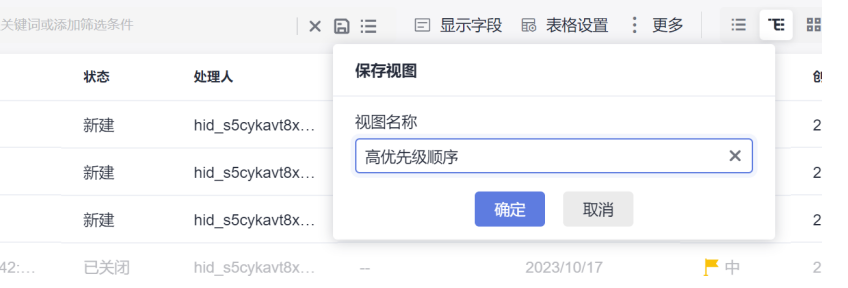 关键词或添加筛选条件
显示字段 表格设置 更多
保存视图
状态 处理人
视图名称
新建 hid_s5cykavt8x... 2
高优先级顺序
新建 hid_s5cykavt8x... 2
确定 取消
新建 hid_s5cykavt8x... 2
42:... 已关闭 hid_s5cykavt8x... -- 2023/10/17 中 2